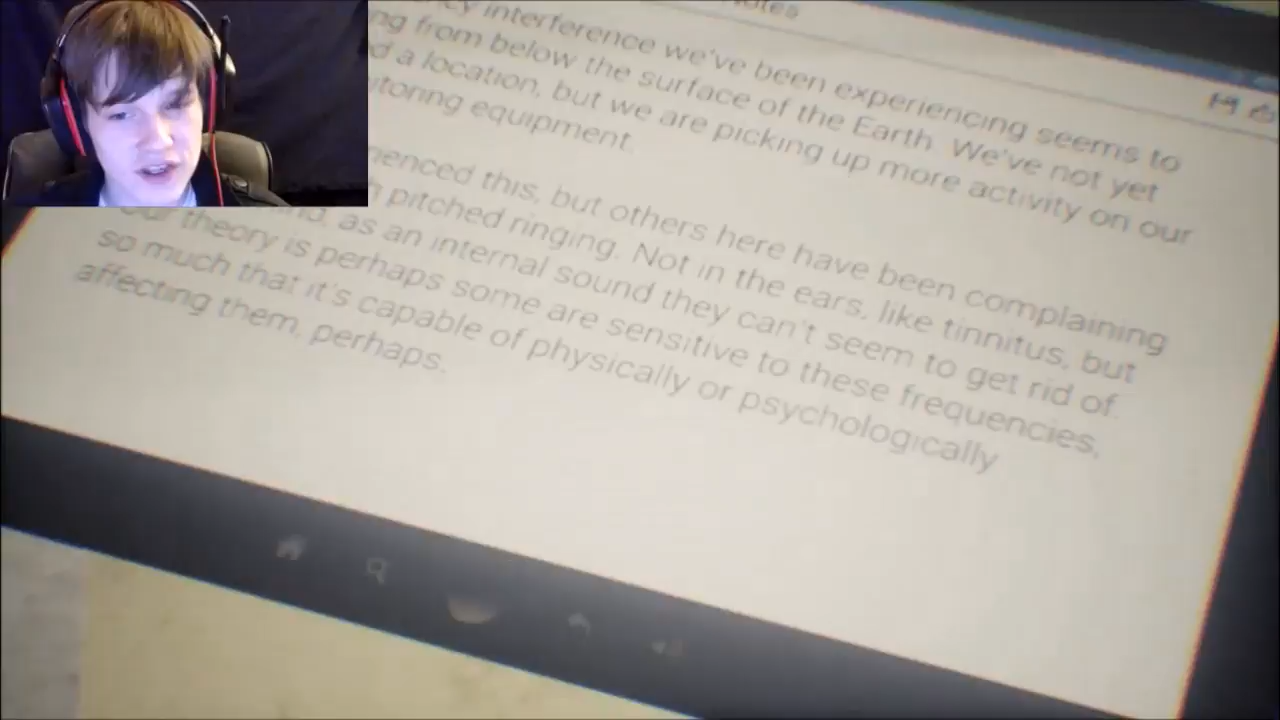 Notes
interference we've been experiencing seems to
from below the surface of the Earth. We've not yet
a location, but we are picking up more activity on our
equipment.
this, but others here have been complaining
pitched ringing. Not in the ears, like tinnitus, but
as an internal sound they can't seem to get rid of.
Our theory is perhaps some are sensitive to these frequencies,
so much that it's capable of physically or psychologically
affecting them, perhaps.